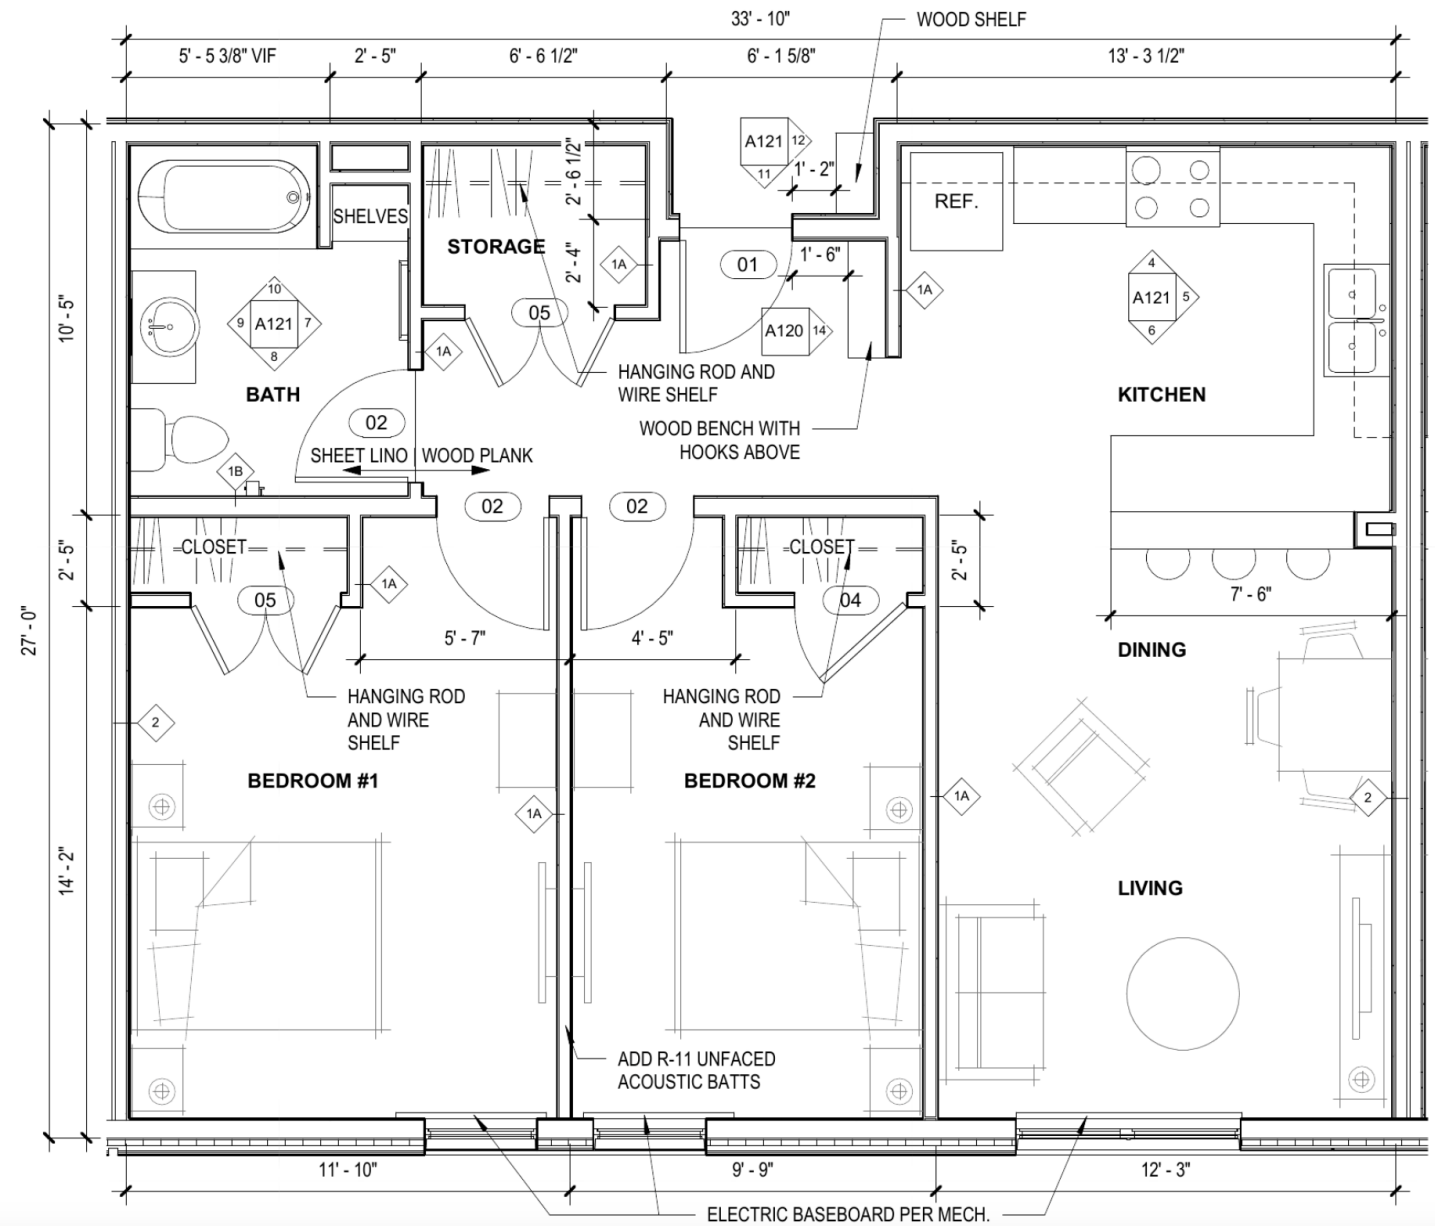 33' - 10"
WOOD SHELF
5' - 5 3/8" VIF
2' - 5"
6' - 6 1/2"
6' - 1 5/8"
13' - 3 1/2"
A121
12
11
1' - 2"
2' - 6 1/2"
REF.
SHELVES
STORAGE
2' - 4"
1A
01
1' - 6"
1A
4
A121
5
6
10
9
A121
7
8
05
A120
14
10' - 5"
1A
HANGING ROD AND
WIRE SHELF
BATH
KITCHEN
02
WOOD BENCH WITH
HOOKS ABOVE
SHEET LINO
WOOD PLANK
1B
02
02
CLOSET
CLOSET
2' - 5"
2' - 5"
1A
05
04
7' - 6"
27' - 0"
5' - 7"
4' - 5"
DINING
HANGING ROD
AND WIRE
SHELF
HANGING ROD
AND WIRE
SHELF
2
BEDROOM #1
BEDROOM #2
1A
1A
2
14' - 2"
LIVING
ADD R-11 UNFACED
ACOUSTIC BATTS
11' - 10"
9' - 9"
12' - 3"
ELECTRIC BASEBOARD PER MECH.